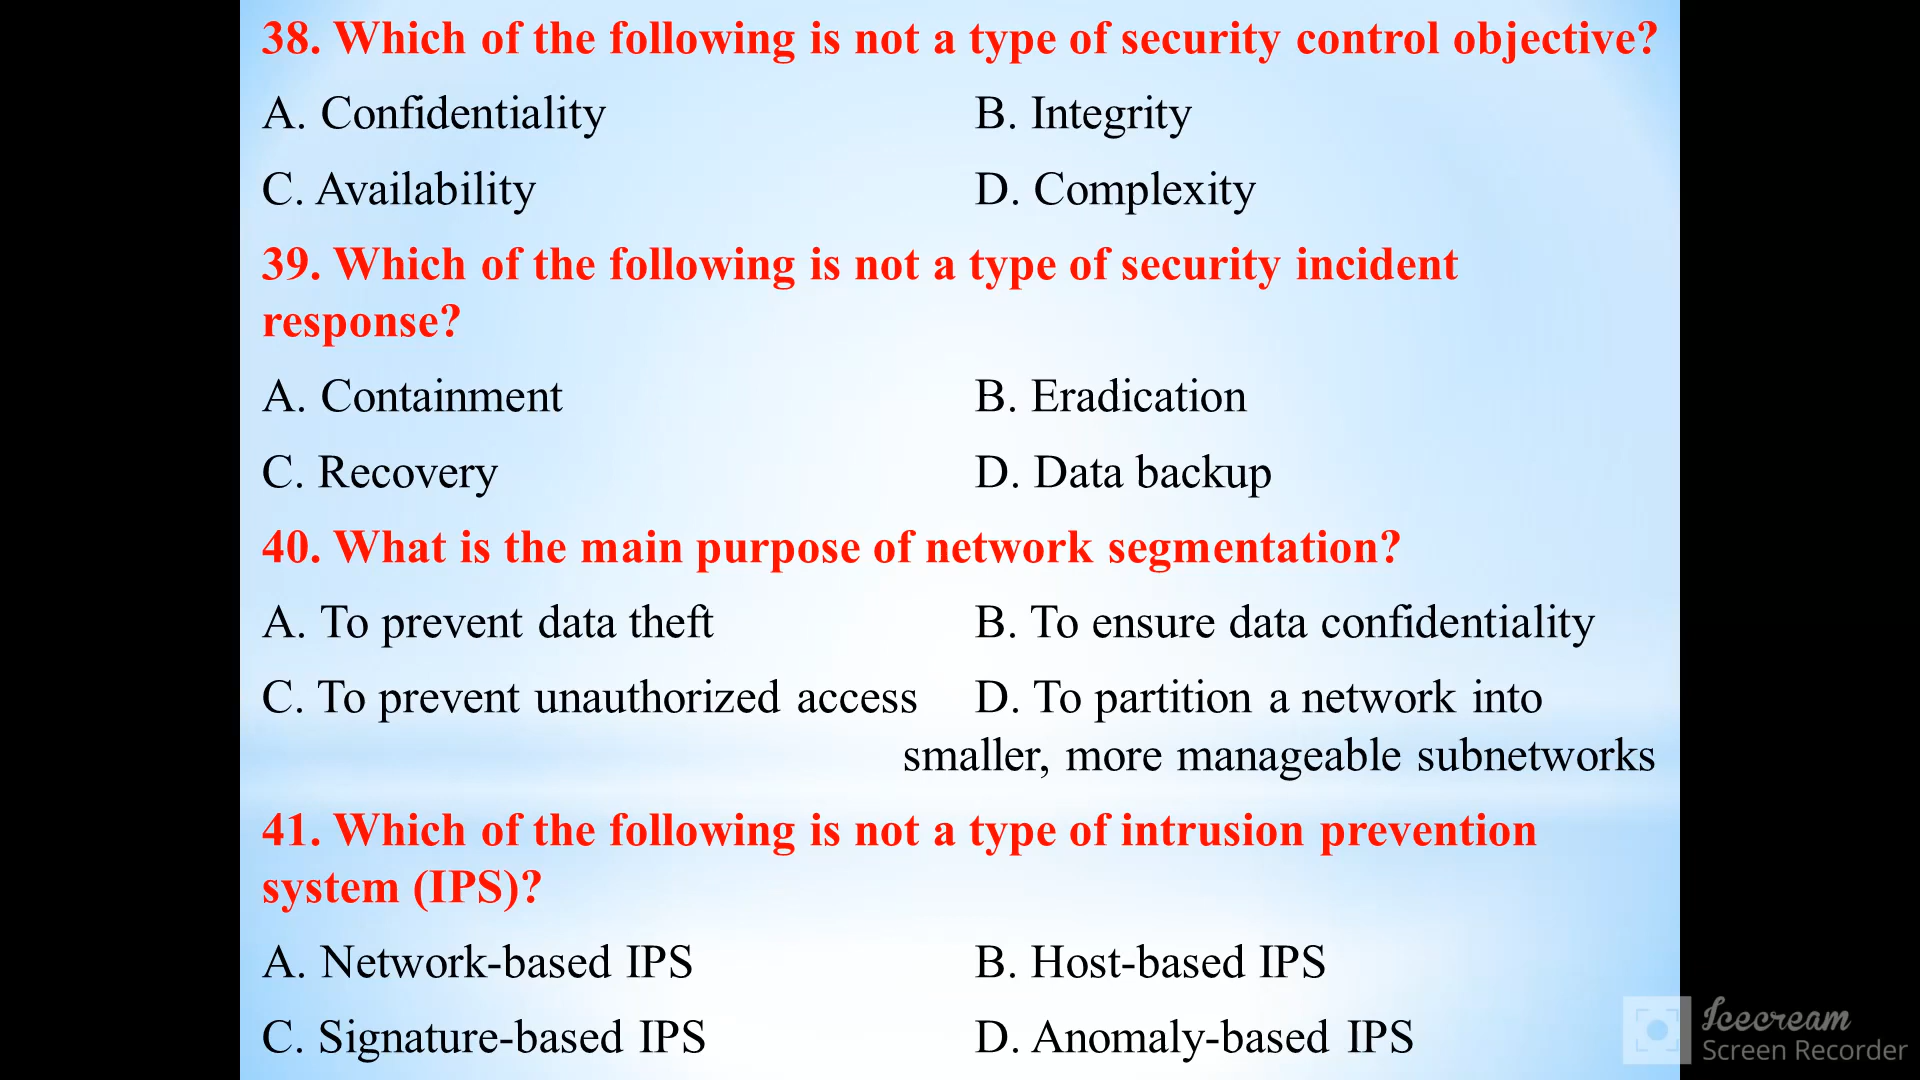 38. Which of the following is not a type of security control objective?
A. Confidentiality B. Integrity
C. Availability D. Complexity
39. Which of the following is not a type of security incident
response?
A. Containment B. Eradication
C. Recovery D. Data backup
40. What is the main purpose of network segmentation?
A. To prevent data theft B. To ensure data confidentiality
C. To prevent unauthorized access D. To partition a network into
smaller, more manageable subnetworks
41. Which of the following is not a type of intrusion prevention
system (IPS)?
A. Network-based IPS B. Host-based IPS
C. Signature-based IPS D. Anomaly-based IPS
Icecream
Screen Recorder